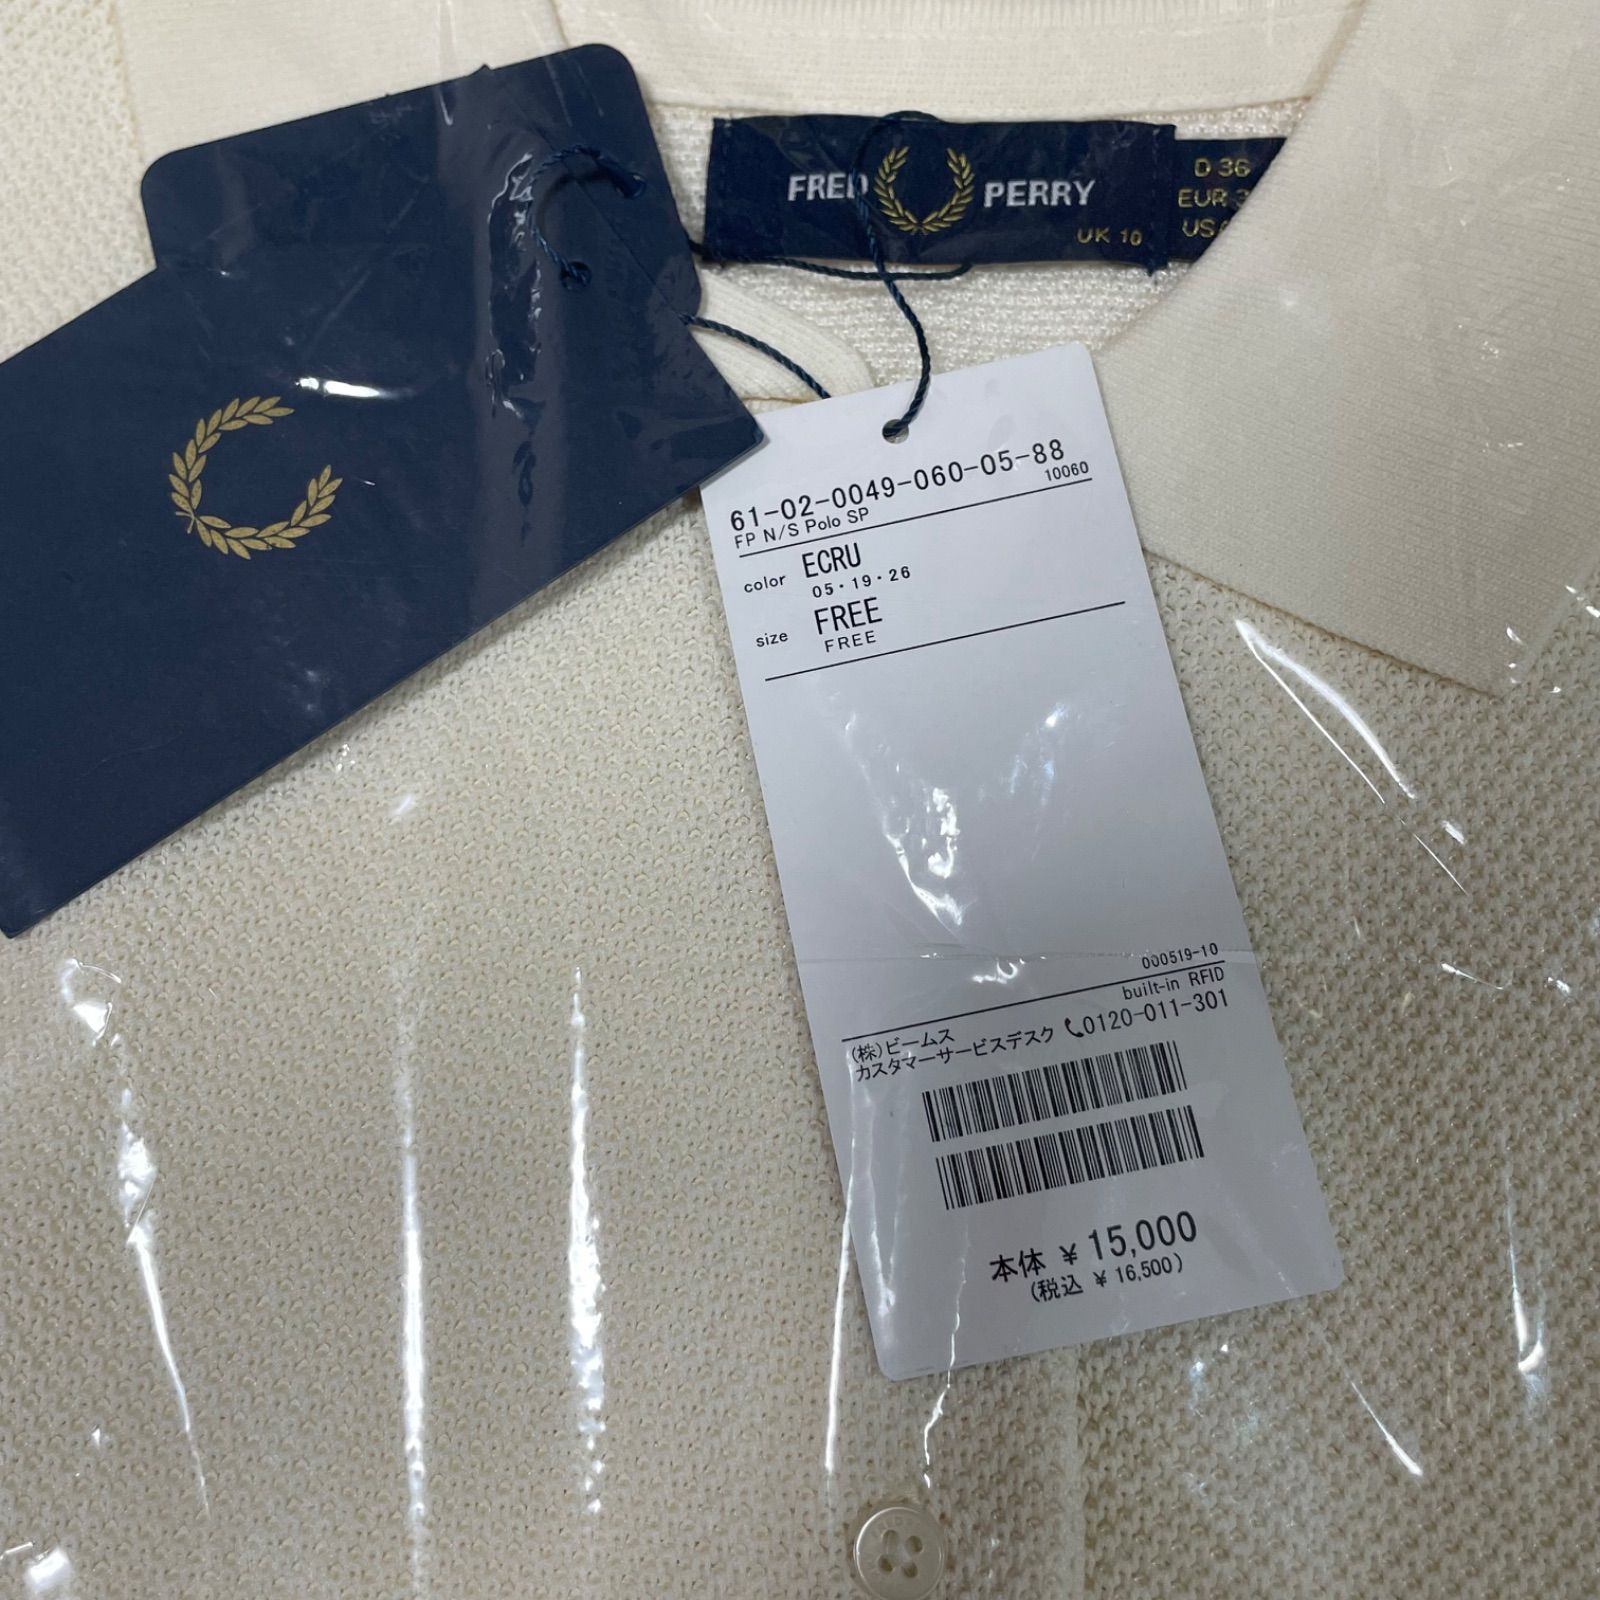 FRED PERRY
UK 10
D 36
EUR
61-02-0049-060-05-88
FP N/S Polo SP 10060
color ECRU
05・19・26
size FREE
FREE
000519-10
built-in RFID
(株)ビームス
カスタマーサービスデスク 0120-011-301
本体 ¥ 15,000
(税込 ¥ 16,500)